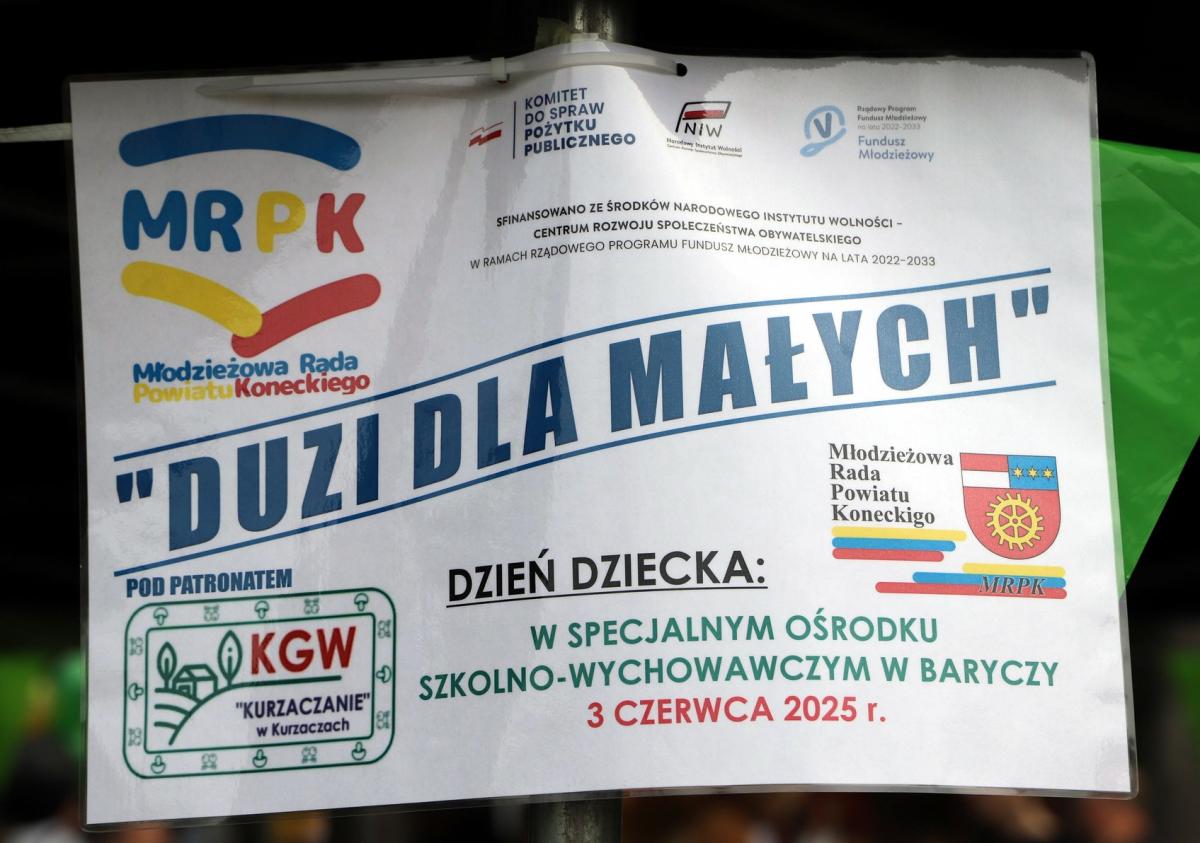 KOMITET
DO SPRAW
POŻYTKU
PUBLICZNEGO
NIW
Narodowy Instytut Wolności
Rządowy Program
Fundusz Młodzieżowy
na lata 2022-2033
Fundusz
Młodzieżowy
MRPK
Młodzieżowa Rada
Powiatu Koneckiego
SFINANSOWANO ZE ŚRODKÓW NARODOWEGO INSTYTUTU WOLNOŚCI –
CENTRUM ROZWOJU SPOŁECZEŃSTWA OBYWATELSKIEGO
W RAMACH RZĄDOWEGO PROGRAMU FUNDUSZ MŁODZIEŻOWY NA LATA 2022-2033
"DUZI DLA MAŁYCH"
Młodzieżowa
Rada
Powiatu
Koneckigo
MRPK
POD PATRONATEM
KGW
"KURZACZANIE"
w Kurzaczach
DZIEŃ DZIECKA:
W SPECJALNYM OŚRODKU
SZKOLNO-WYCHOWAWCZYM W BARYCZY
3 CZERWCA 2025 r.